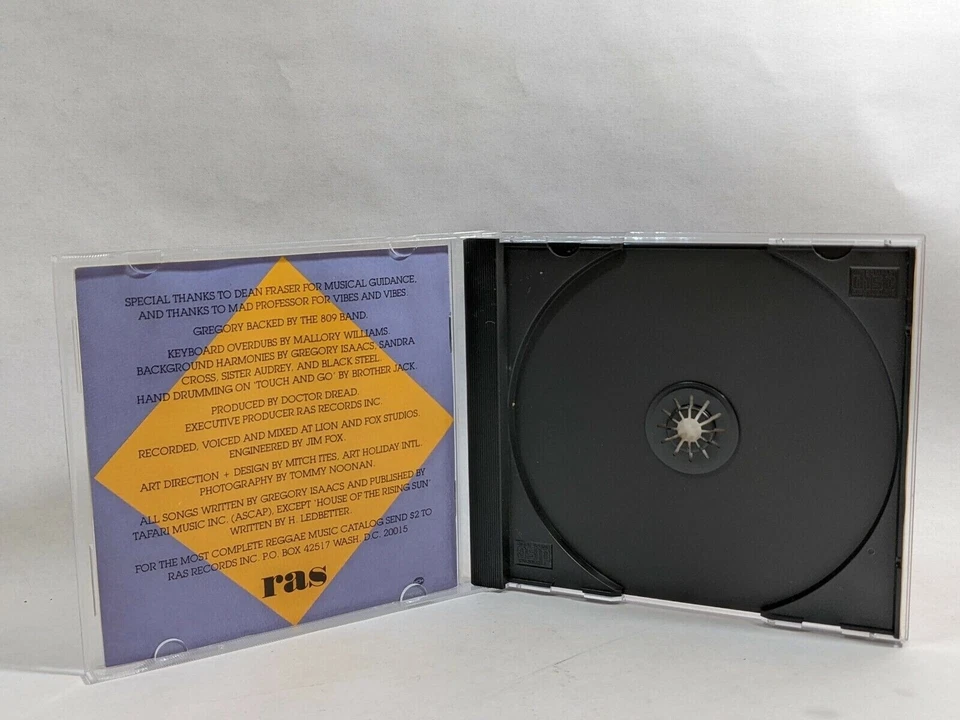 SPECIAL THANKS TO DEAN FRASER FOR MUSICAL GUIDANCE,
AND THANKS TO MAD PROFESSOR FOR VIBES AND VIBES
GREGORY BACKED BY THE 809 BAND.
KEYBOARD OVERDUBS BY MALLORY WILLIAMS.
BACKGROUND HARMONIES BY GREGORY ISAACS, SANDRA
CROSS, SISTER AUDREY, AND BLACK STEEL.
HAND DRUMMING ON 'TOUCH AND GO' BY BROTHER JACK.
PRODUCED BY DOCTOR DREAD.
EXECUTIVE PRODUCER RAS RECORDS INC.
RECORDED, VOICED AND MIXED AT LION AND FOX STUDIOS.
ENGINEERED BY JIM FOX.
ART DIRECTION + DESIGN BY MITCH ITES, ART HOLIDAY INTL.
PHOTOGRAPHY BY TOMMY NOONAN.
ALL SONGS WRITTEN BY GREGORY ISAACS AND PUBLISHED BY
TAFARI MUSIC INC. (ASCAP), EXCEPT 'HOUSE OF THE RISING SUN'
WRITTEN BY H. LEDBETTER.
FOR THE MOST COMPLETE REGGAE MUSIC CATALOG SEND $2 TO
RAS RECORDS INC. P.O. BOX 42517 WASH. D.C. 20015
ras